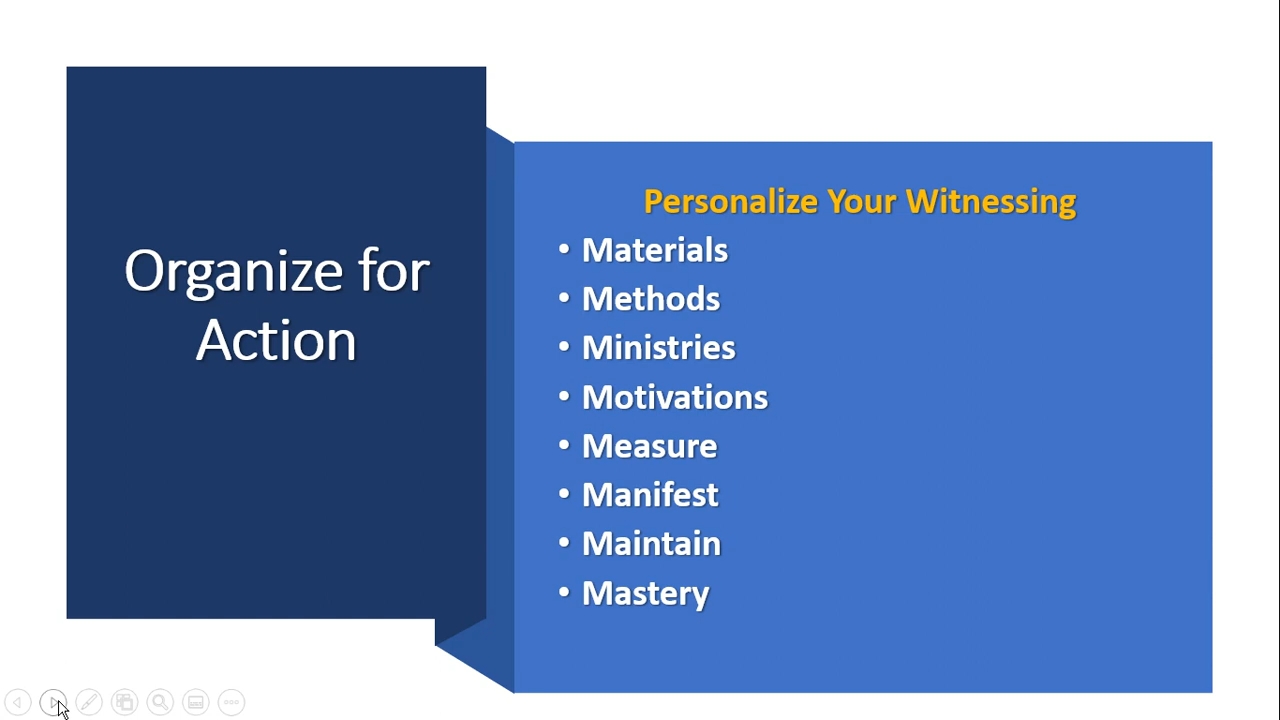 Organize for
Action
Personalize Your Witnessing
• Materials
• Methods
• Ministries
• Motivations
• Measure
• Manifest
• Maintain
• Mastery